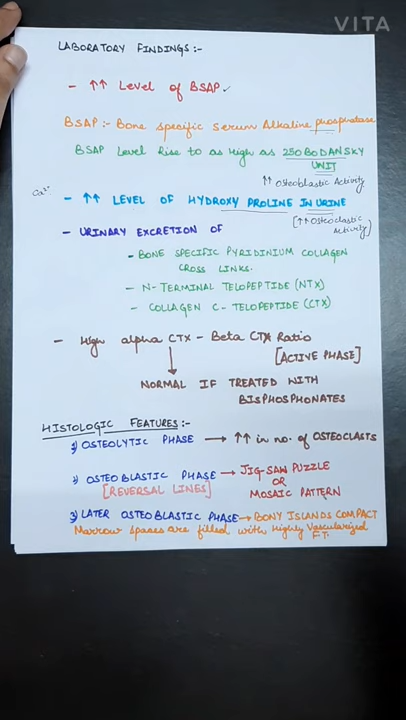 VITA
LABORATORY FINDINGS :-
- ↑↑ Level of BSAP ✓
BSAP :- Bone specific Serum Alkaline phosphatase
BSAP Level Rise to as High as 250 BODANSKY
UNIT
↑↑ Osteoblastic Activity
Ca²⁺
- ↑↑ LEVEL OF HYDROXY PROLINE IN URINE
[↑↑ Osteoclastic
Activity]
- URINARY EXCRETION OF
- BONE SPECIFIC PYRIDINIUM COLLAGEN
CROSS LINKS.
- N-TERMINAL TELOPEPTIDE (NTX)
- COLLAGEN C-TELOPEPTIDE (CTX)
- High alpha CTX - Beta CTX Ratio
[ACTIVE PHASE]
↓
NORMAL IF TREATED WITH
BISPHOSPHONATES
HISTOLOGIC FEATURES :-
1) OSTEOLYTIC PHASE → ↑↑ in no. of OSTEOCLASTS
2) OSTEOBLASTIC PHASE → JIG-SAW PUZZLE
[REVERSAL LINES] OR
MOSAIC PATTERN
3) LATER OSTEOBLASTIC PHASE → BONY ISLANDS COMPACT
Marrow spaces are filled with Highly Vascularized
F.T.